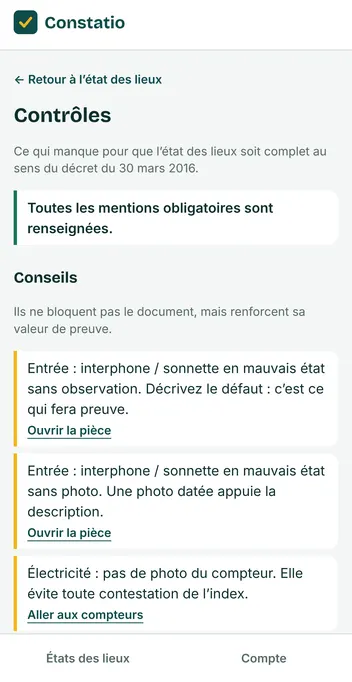 Constatio
← Retour à l’état des lieux
Contrôles
Ce qui manque pour que l’état des lieux soit complet au
sens du décret du 30 mars 2016.
Toutes les mentions obligatoires sont
renseignées.
Conseils
Ils ne bloquent pas le document, mais renforcent sa
valeur de preuve.
Entrée : interphone / sonnette en mauvais état
sans observation. Décrivez le défaut : c’est ce
qui fera preuve.
Ouvrir la pièce
Entrée : interphone / sonnette en mauvais état
sans photo. Une photo datée appuie la
description.
Ouvrir la pièce
Électricité : pas de photo du compteur. Elle
évite toute contestation de l’index.
Aller aux compteurs
États des lieux
Compte